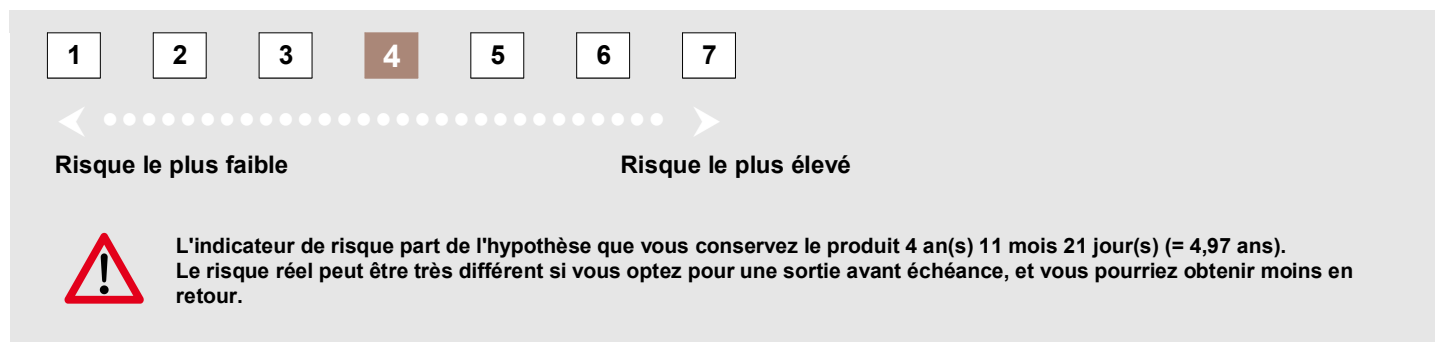 1 2 3 4 5 6 7
Risque le plus faible Risque le plus élevé
L'indicateur de risque part de l'hypothèse que vous conservez le produit 4 an(s) 11 mois 21 jour(s) (= 4,97 ans).
Le risque réel peut être très différent si vous optez pour une sortie avant échéance, et vous pourriez obtenir moins en
retour.